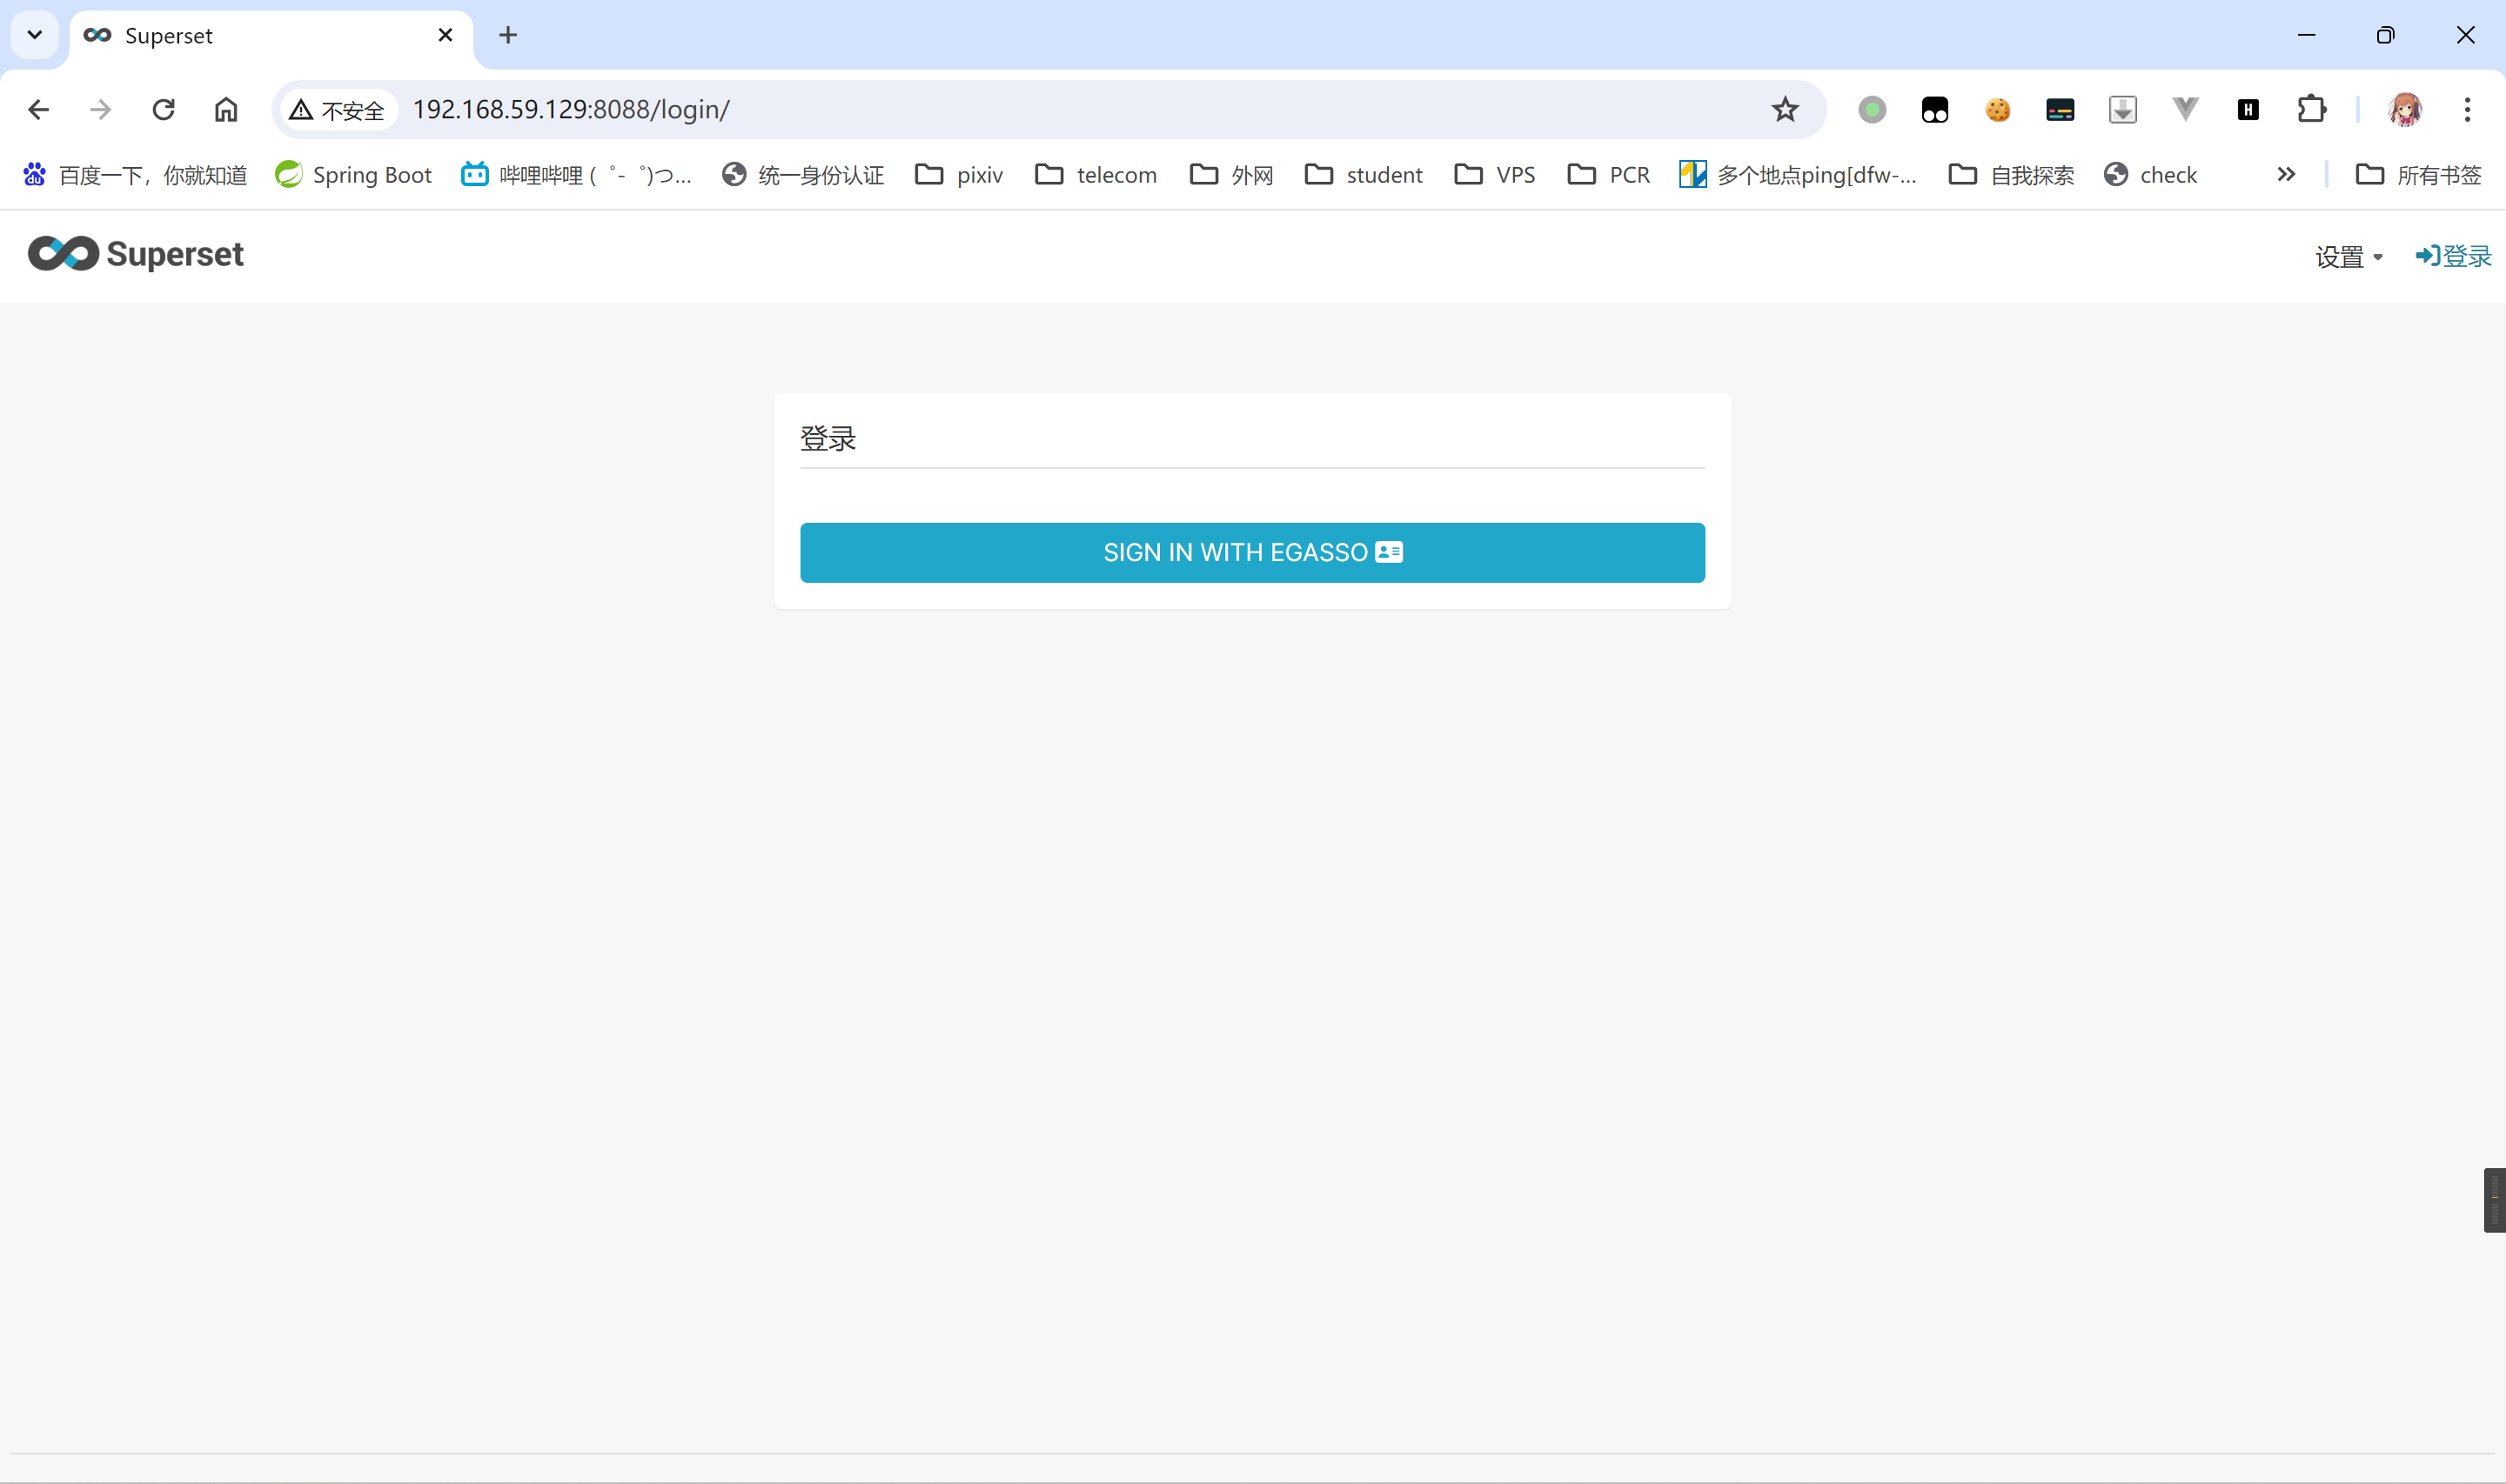 Superset
不安全 192.168.59.129:8088/login/
百度一下，你就知道 Spring Boot 哔哩哔哩 (゜-゜)つ... 统一身份认证 pixiv telecom 外网 student VPS PCR 多个地点ping[dfw-... 自我探索 check 所有书签
Superset 设置 登录
登录
SIGN IN WITH EGASSO